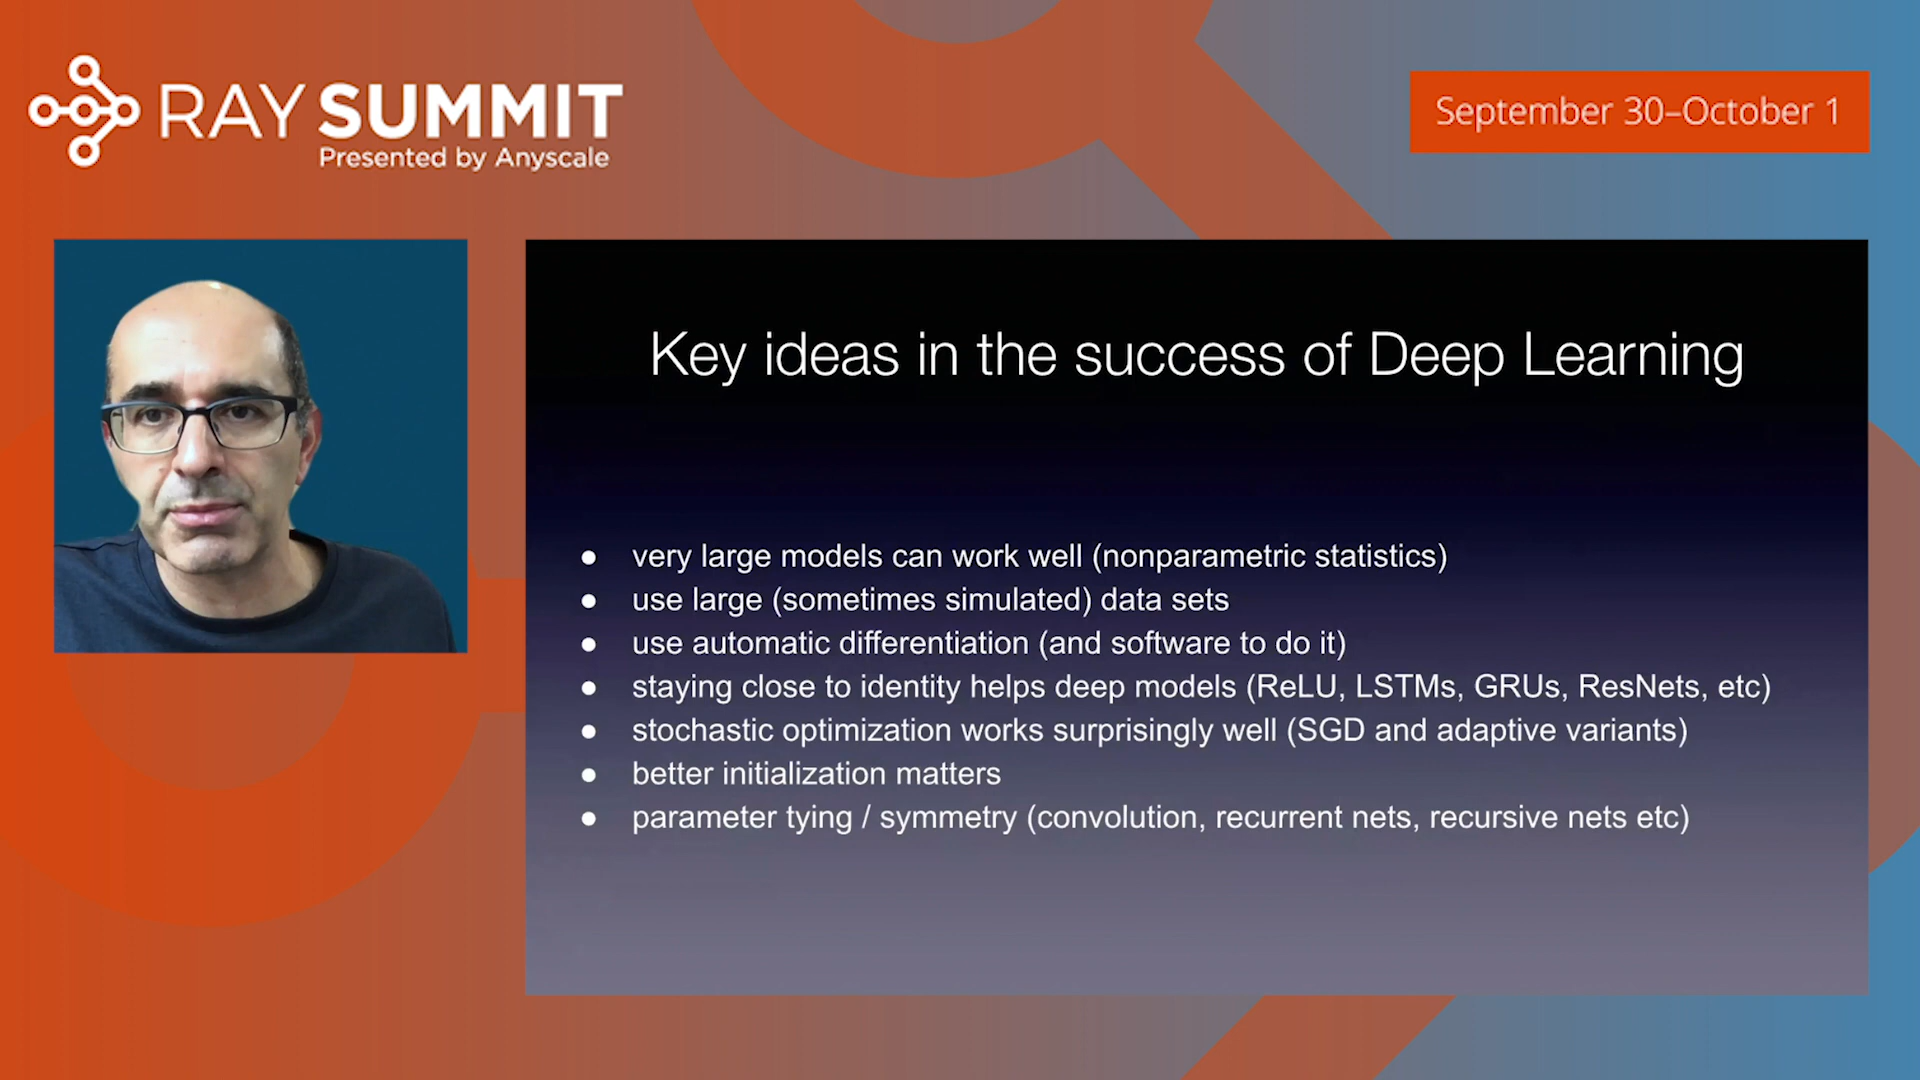 RAY SUMMIT
Presented by Anyscale
September 30–October 1
Key ideas in the success of Deep Learning
● very large models can work well (nonparametric statistics)
● use large (sometimes simulated) data sets
● use automatic differentiation (and software to do it)
● staying close to identity helps deep models (ReLU, LSTMs, GRUs, ResNets, etc)
● stochastic optimization works surprisingly well (SGD and adaptive variants)
● better initialization matters
● parameter tying / symmetry (convolution, recurrent nets, recursive nets etc)